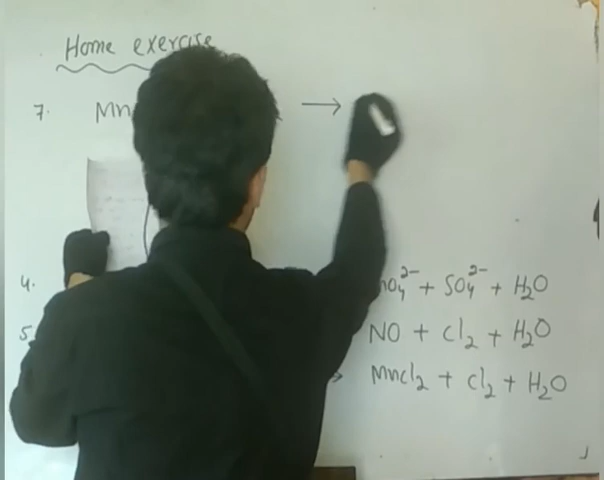 Home exercise
7. Mn →
4. nO₄²⁻ + SO₄²⁻ + H₂O
5. NO + Cl₂ + H₂O
→ MnCl₂ + Cl₂ + H₂O